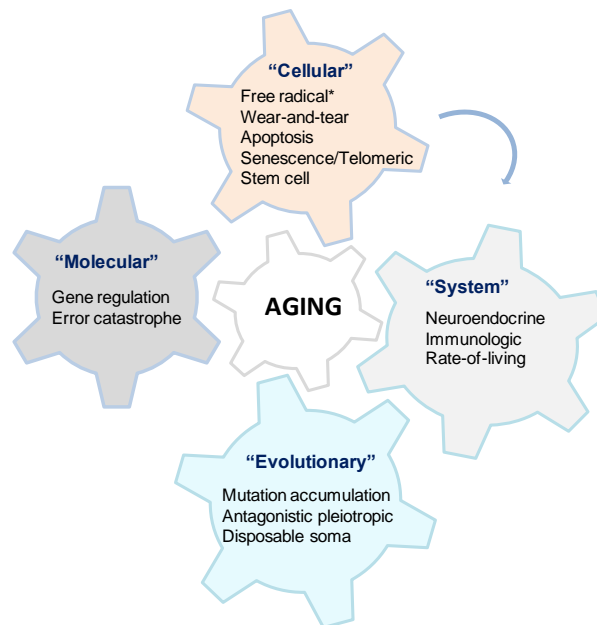 “Cellular”
Free radical*
Wear-and-tear
Apoptosis
Senescence/Telomeric
Stem cell
“Molecular”
Gene regulation
Error catastrophe
AGING
“System”
Neuroendocrine
Immunologic
Rate-of-living
“Evolutionary”
Mutation accumulation
Antagonistic pleiotropic
Disposable soma